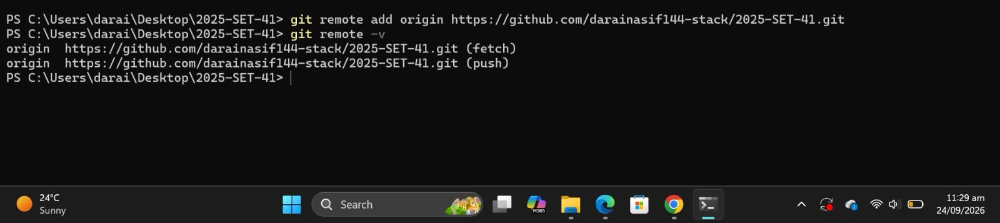 PS C:\Users\darai\Desktop\2025-SET-41> git remote add origin https://github.com/darainasif144-stack/2025-SET-41.git
PS C:\Users\darai\Desktop\2025-SET-41> git remote -v
origin  https://github.com/darainasif144-stack/2025-SET-41.git (fetch)
origin  https://github.com/darainasif144-stack/2025-SET-41.git (push)
PS C:\Users\darai\Desktop\2025-SET-41>
24°C
Sunny
Search
M365
11:29 am
24/09/2026